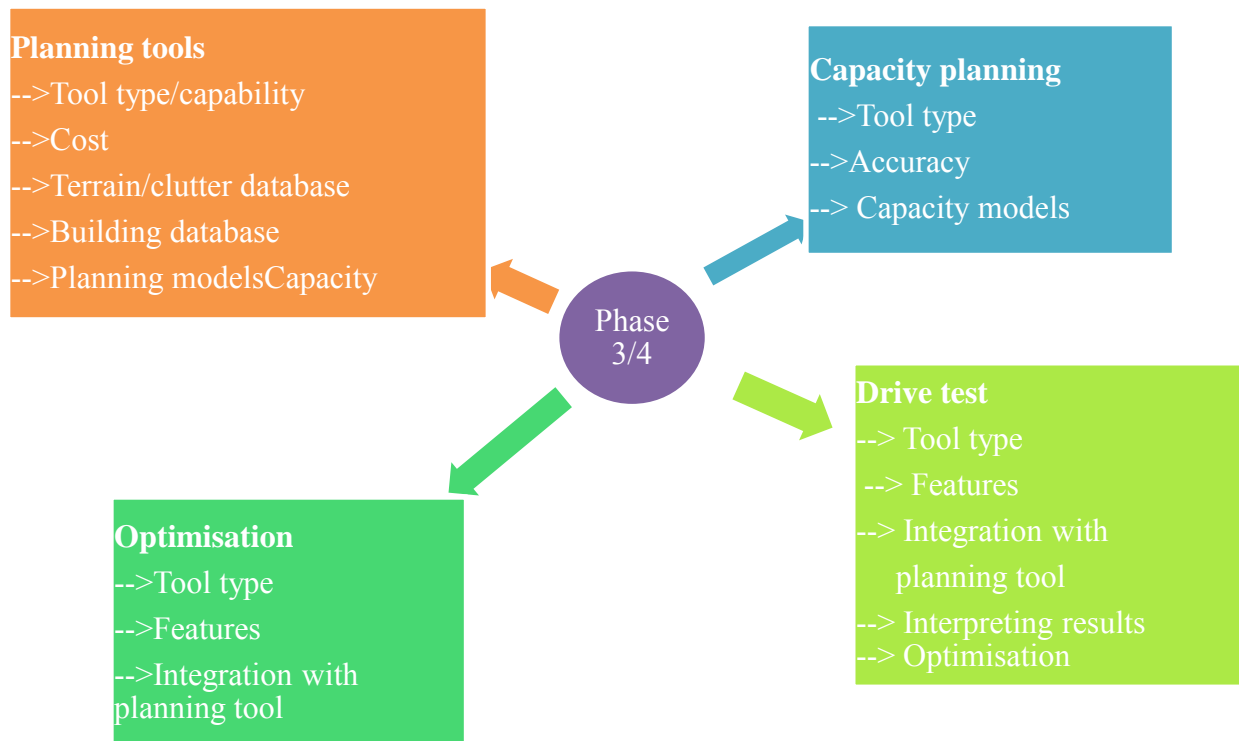 Planning tools
-->Tool type/capability
-->Cost
-->Terrain/clutter database
-->Building database
-->Planning modelsCapacity
Capacity planning
-->Tool type
-->Accuracy
--> Capacity models
Phase
3/4
Drive test
--> Tool type
--> Features
--> Integration with
planning tool
--> Interpreting results
--> Optimisation
Optimisation
-->Tool type
-->Features
-->Integration with
planning tool